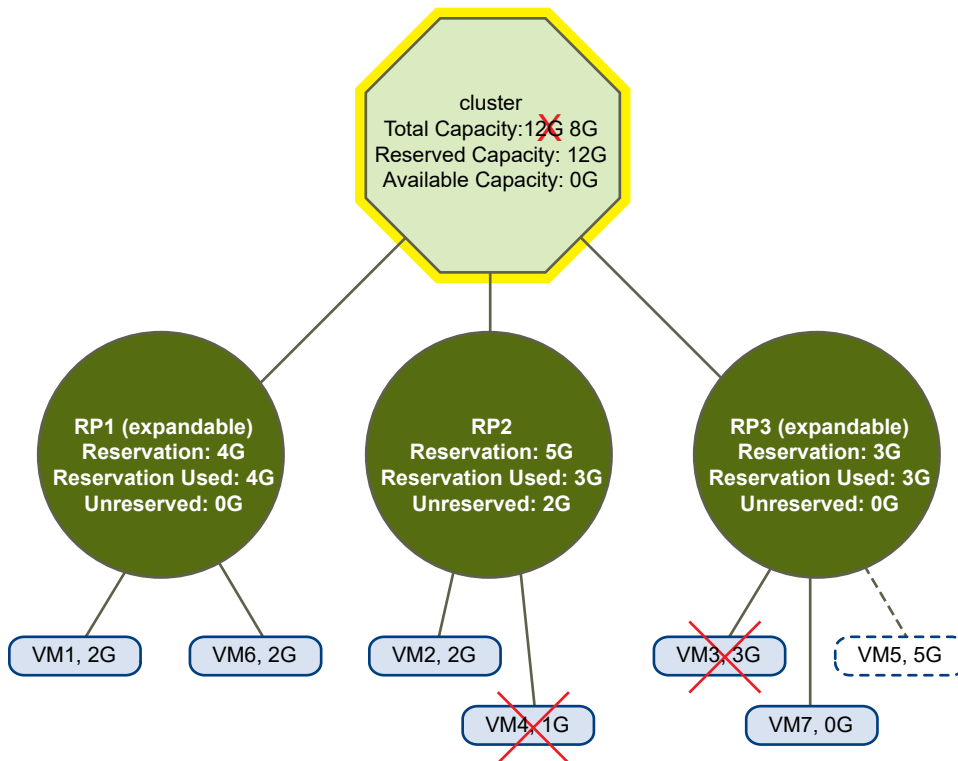 cluster
Total Capacity:12G X 8G
Reserved Capacity: 12G
Available Capacity: 0G
RP1 (expandable)
Reservation: 4G
Reservation Used: 4G
Unreserved: 0G
RP2
Reservation: 5G
Reservation Used: 3G
Unreserved: 2G
RP3 (expandable)
Reservation: 3G
Reservation Used: 3G
Unreserved: 0G
VM1, 2G
VM6, 2G
VM2, 2G
VM3, 3G
VM5, 5G
VM4, 1G
VM7, 0G